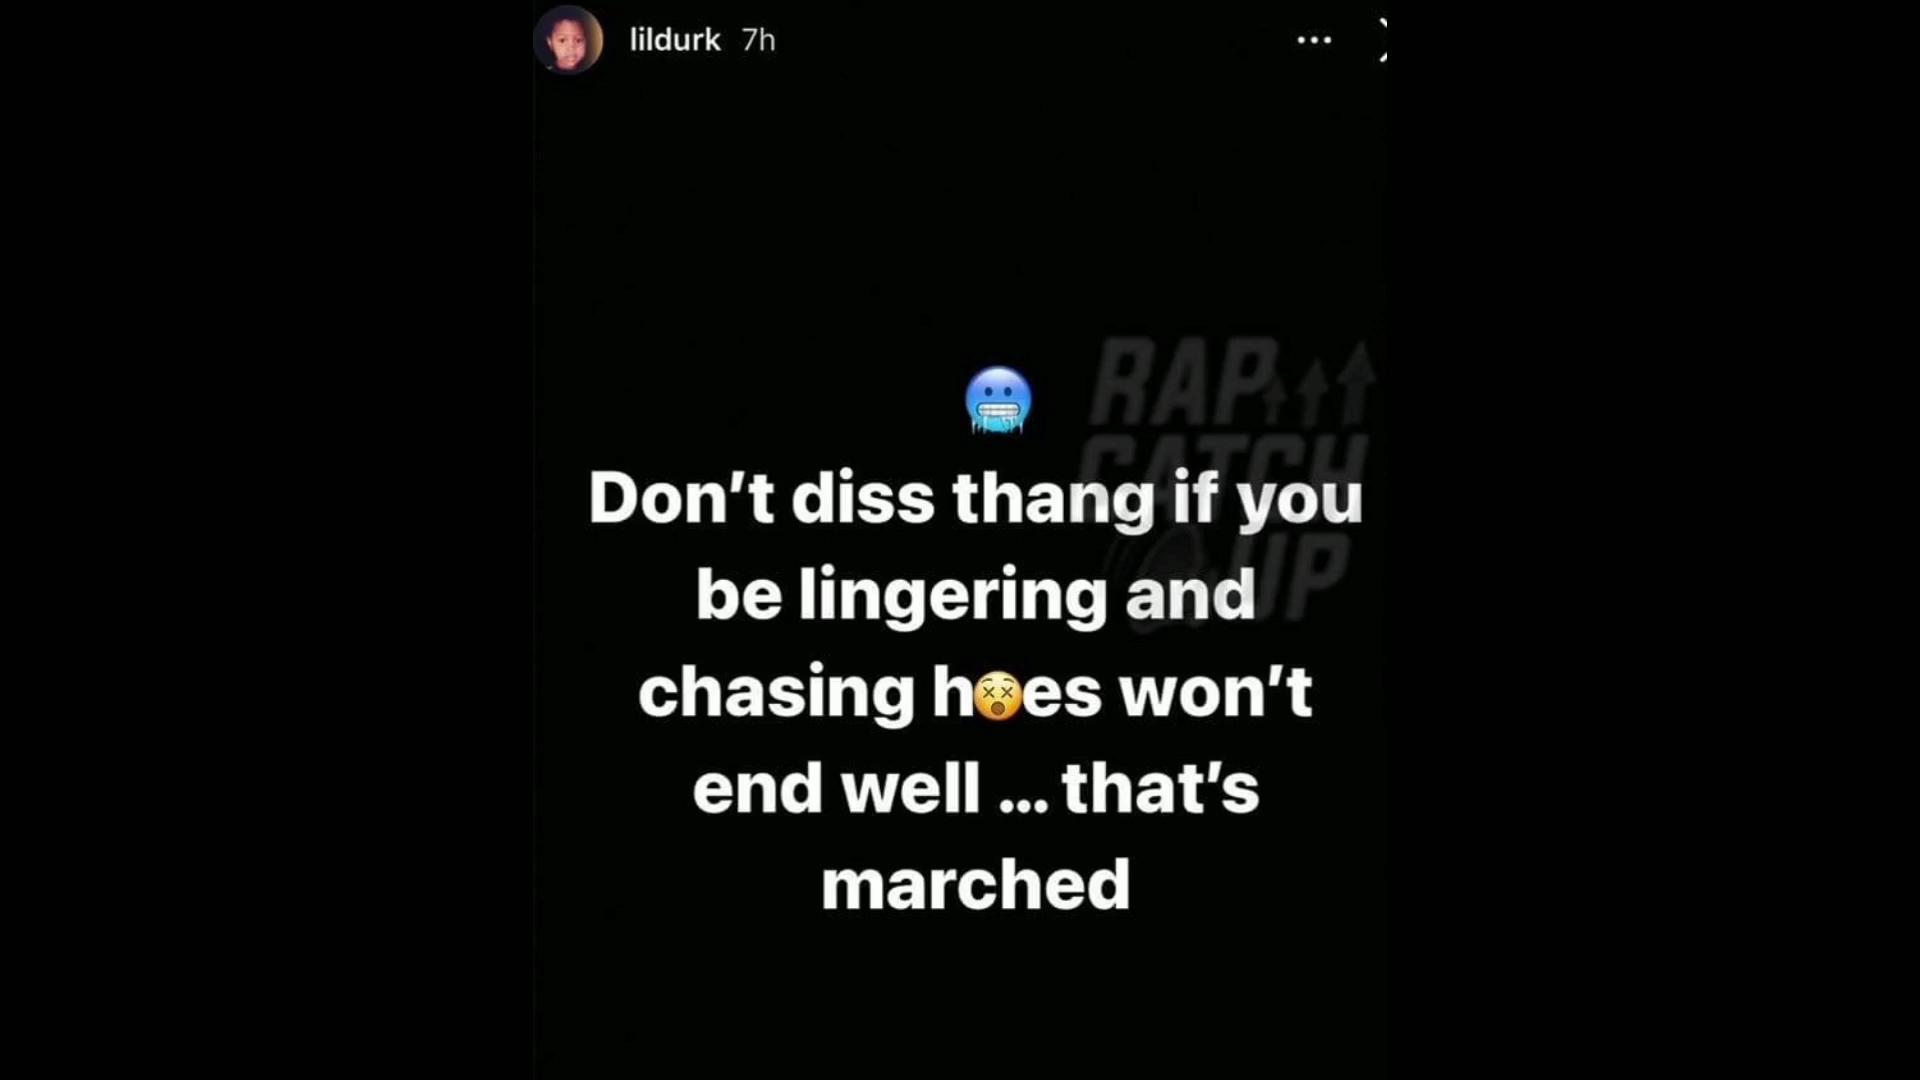 lildurk 7h
🥶
Don’t diss thang if you
be lingering and
chasing h😵es won’t
end well ... that’s
marched
RAP
CATCH
UP